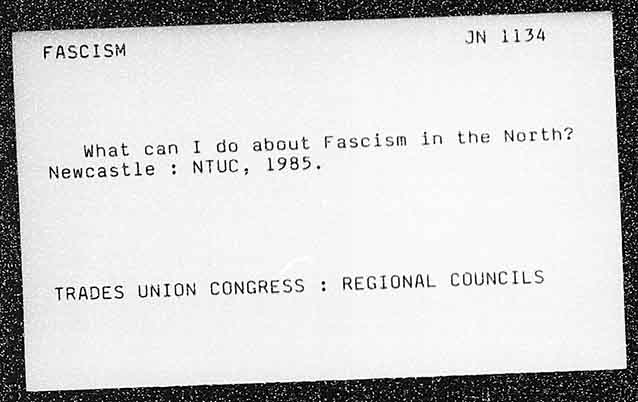 FASCISM JN 1134
What can I do about Fascism in the North?
Newcastle : NTUC, 1985.
TRADES UNION CONGRESS : REGIONAL COUNCILS